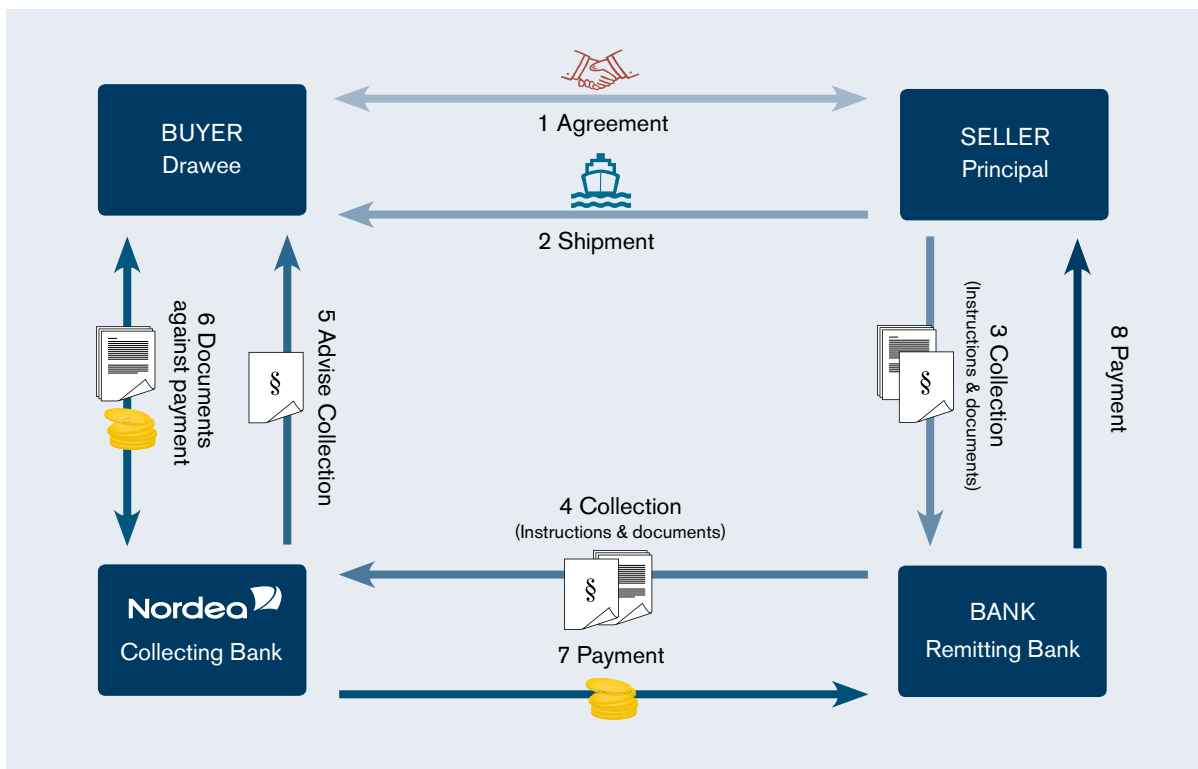 BUYER
Drawee
1 Agreement
SELLER
Principal
2 Shipment
6 Documents
against payment
§
5 Advise Collection
§
3 Collection
(Instructions & documents)
8 Payment
4 Collection
(Instructions & documents)
§
Nordea
Collecting Bank
7 Payment
BANK
Remitting Bank